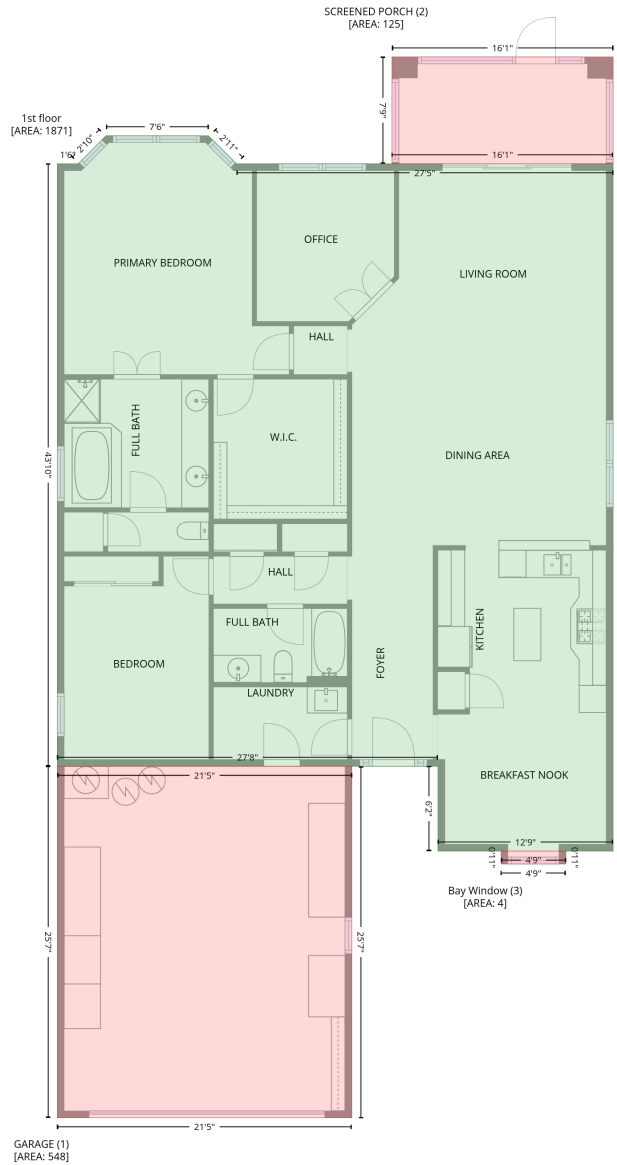 SCREENED PORCH (2)
[AREA: 125]
16'1"
7'9"
16'1"
1st floor
[AREA: 1871]
7'6"
2'10"
2'11"
1'6"
27'5"
OFFICE
PRIMARY BEDROOM
LIVING ROOM
HALL
FULL BATH
W.I.C.
DINING AREA
43'10"
HALL
FULL BATH
KITCHEN
BEDROOM
FOYER
LAUNDRY
27'8"
21'5"
BREAKFAST NOOK
6'2"
12'9"
0'11"
0'11"
4'9"
4'9"
Bay Window (3)
[AREA: 4]
25'7"
25'7"
21'5"
GARAGE (1)
[AREA: 548]